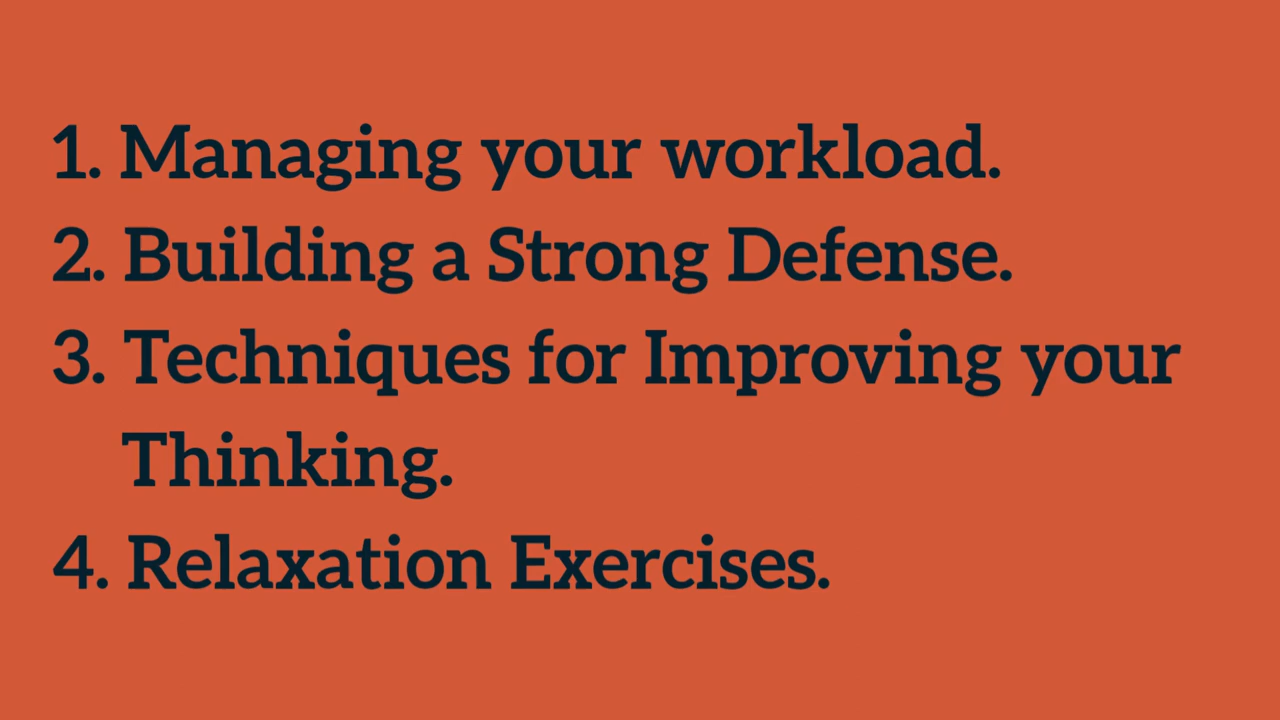 1. Managing your workload.
2. Building a Strong Defense.
3. Techniques for Improving your
Thinking.
4. Relaxation Exercises.